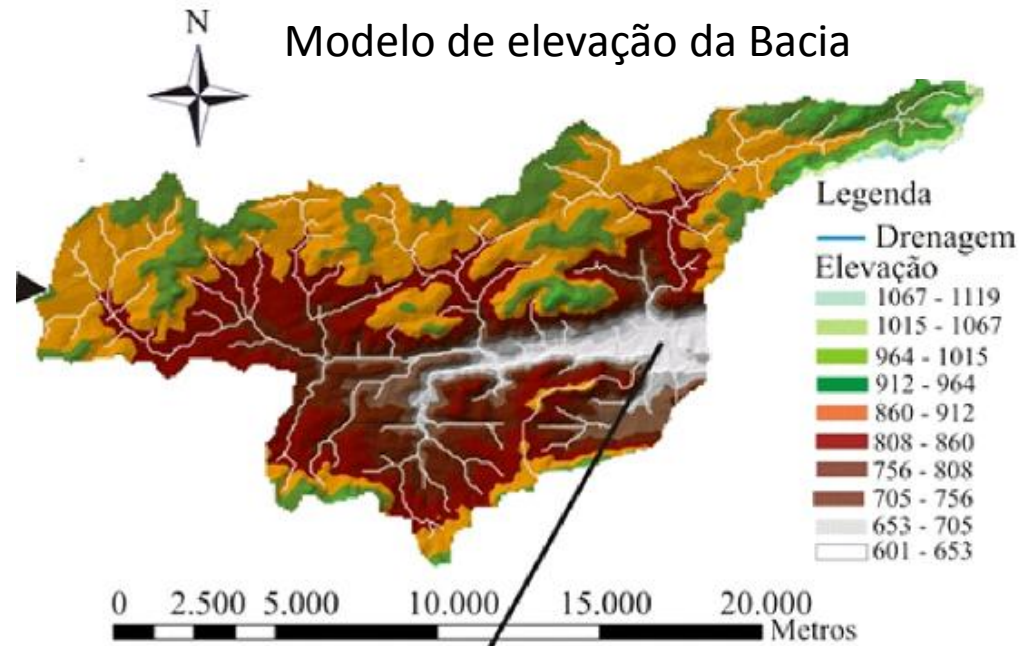 N
Modelo de elevação da Bacia
Legenda
Drenagem
Elevação
1067 - 1119
1015 - 1067
964 - 1015
912 - 964
860 - 912
808 - 860
756 - 808
705 - 756
653 - 705
601 - 653
0 2.500 5.000 10.000 15.000 20.000
Metros